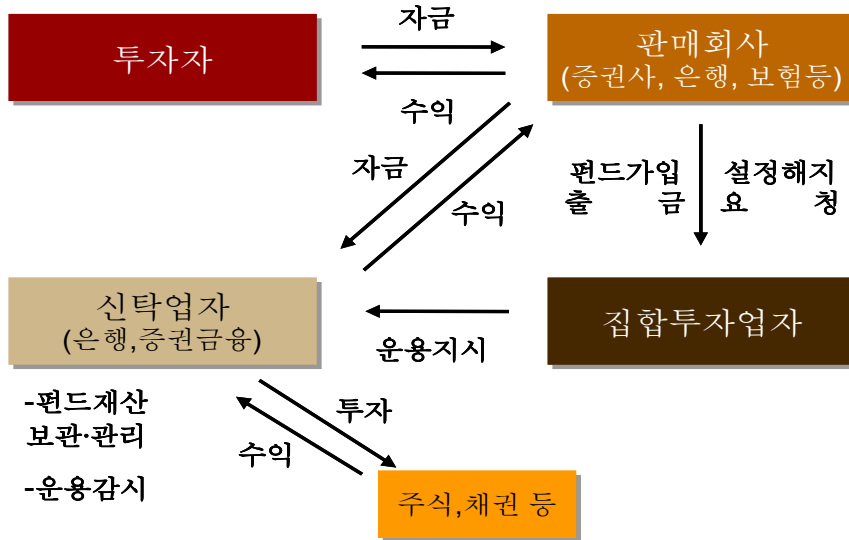 자금
투자자
판매회사
(증권사, 은행, 보험등)
수익
자금
수익
펀드가입
출 금
설정해지
요 청
신탁업자
(은행,증권금융)
운용지시
집합투자업자
-펀드재산
보관·관리
-운용감시
투자
수익
주식,채권 등